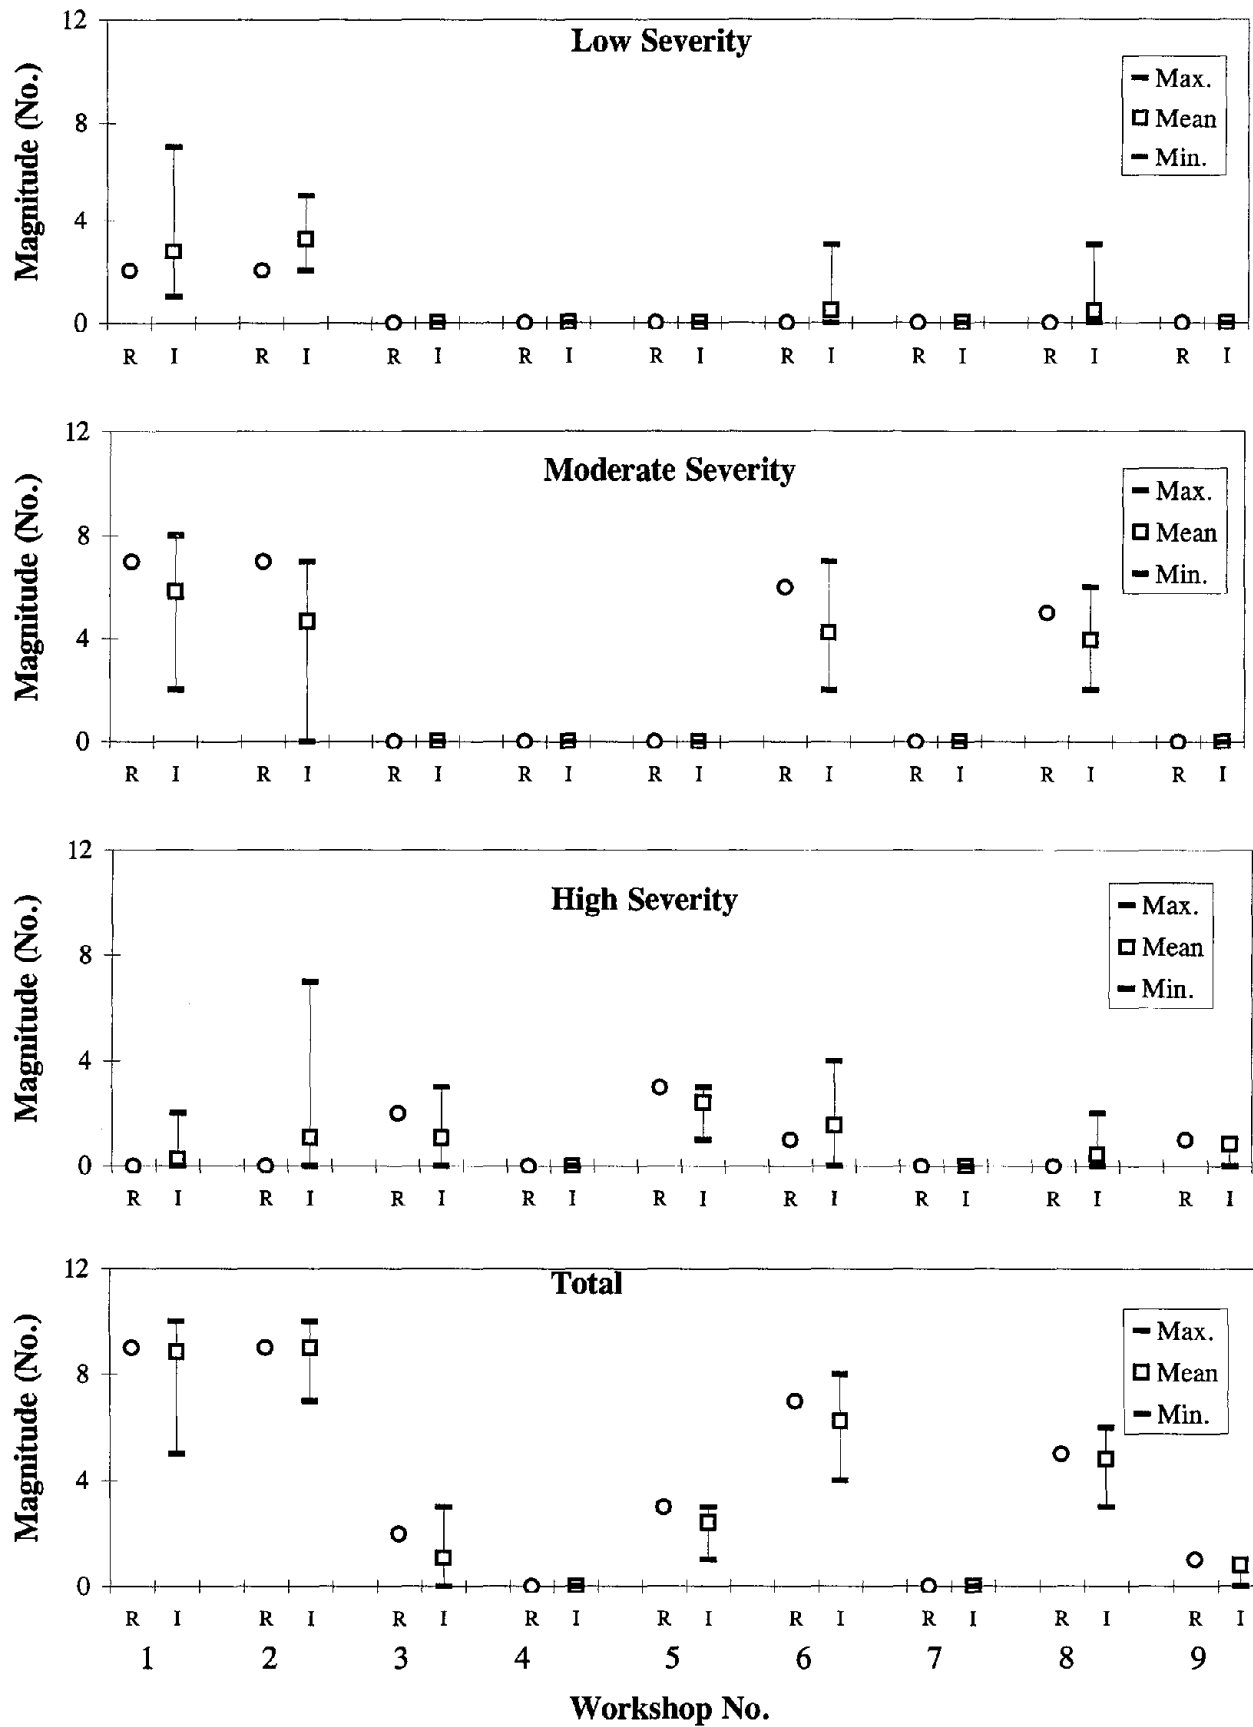 Low Severity
Magnitude (No.)
12
8
4
0
Max.
Mean
Min.
R I R I R I R I R I R I R I R I R I
Moderate Severity
Magnitude (No.)
12
8
4
0
Max.
Mean
Min.
R I R I R I R I R I R I R I R I R I
High Severity
Magnitude (No.)
12
8
4
0
Max.
Mean
Min.
R I R I R I R I R I R I R I R I R I
Total
Magnitude (No.)
12
8
4
0
Max.
Mean
Min.
R I R I R I R I R I R I R I R I R I
1 2 3 4 5 6 7 8 9
Workshop No.